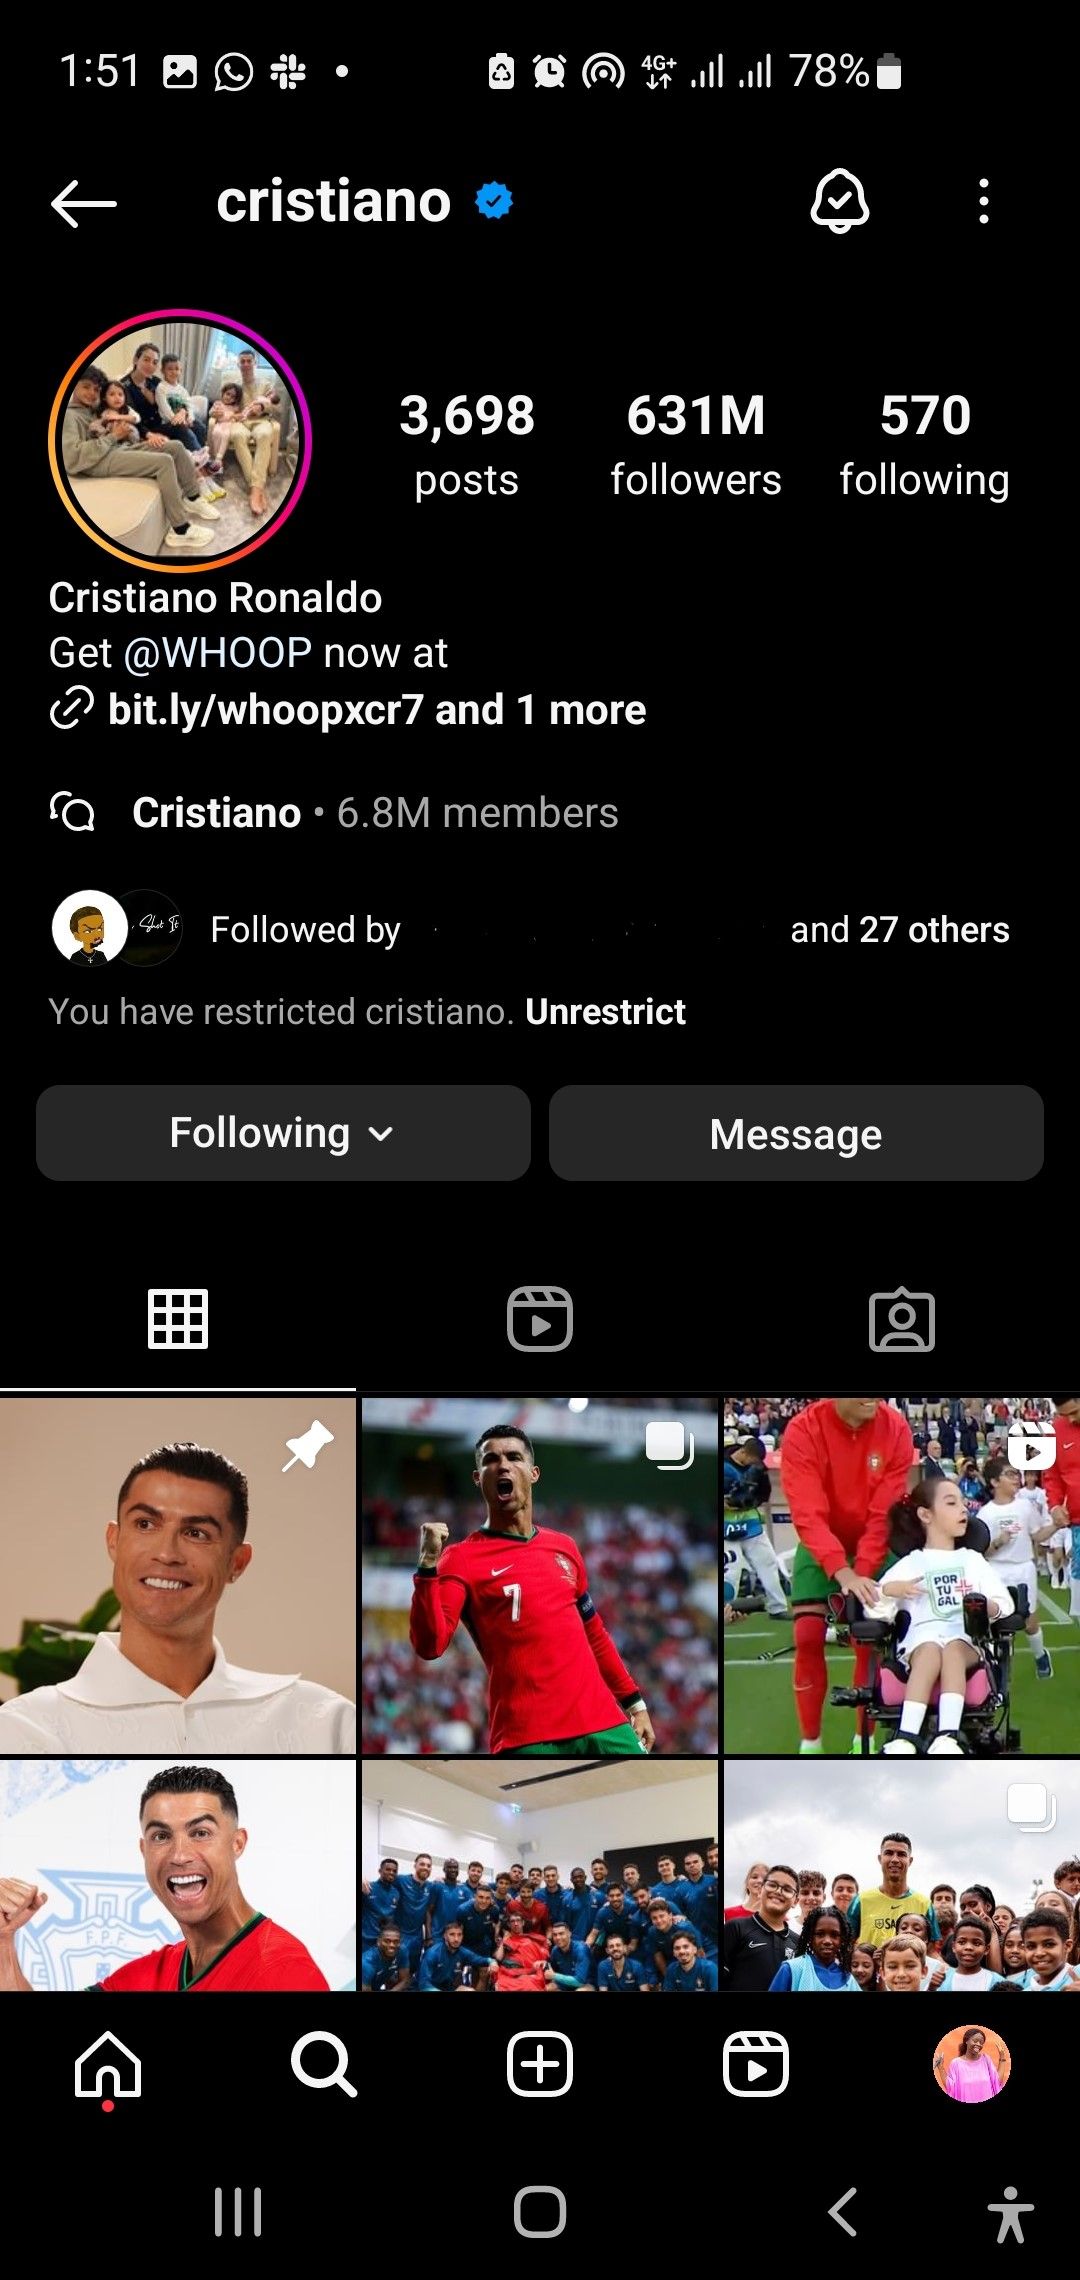 1:51 4G+ 78%
cristiano
3,698 631M 570
posts followers following
Cristiano Ronaldo
Get @WHOOP now at
bit.ly/whoopxcr7 and 1 more
Cristiano • 6.8M members
Shot It
Followed by and 27 others
You have restricted cristiano. Unrestrict
Following Message
7
POR
TU
GAL
F.P.F.